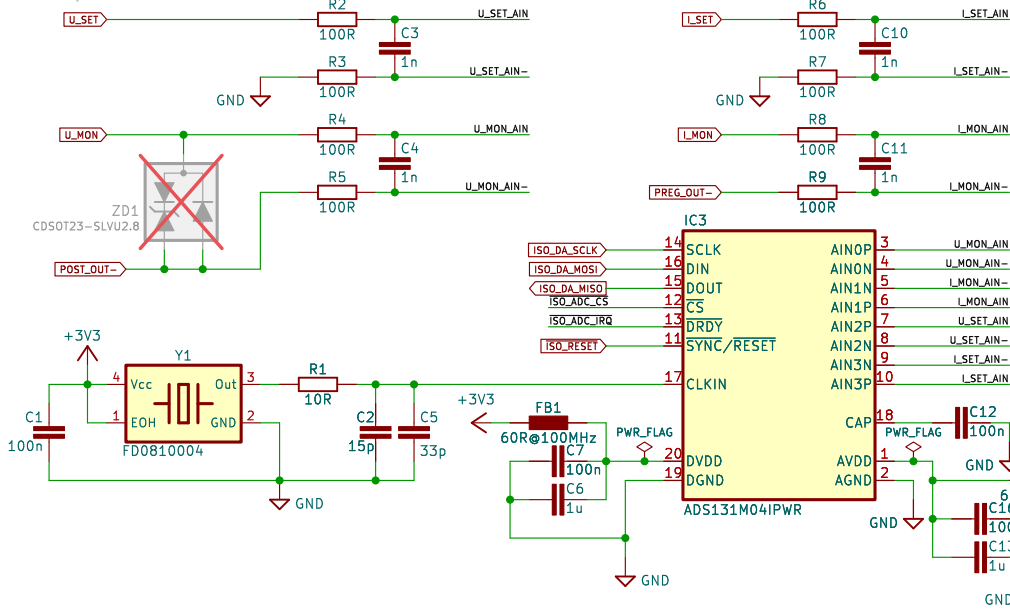 R2
U_SET
U_SET_AIN
100R
C3
1n
R3
U_SET_AIN-
GND
100R
R4
U_MON
U_MON_AIN
100R
C4
1n
R5
U_MON_AIN-
100R
ZD1
CDSOT23-SLVU2.8
POST_OUT-
R6
I_SET
I_SET_AIN
100R
C10
1n
R7
I_SET_AIN-
GND
100R
R8
I_MON
I_MON_AIN
100R
C11
1n
R9
PREG_OUT-
I_MON_AIN-
100R
IC3
ISO_DA_SCLK 14 SCLK AIN0P 3 U_MON_AIN
ISO_DA_MOSI 16 DIN AIN0N 4 U_MON_AIN-
ISO_DA_MISO 15 DOUT AIN1N 5 I_MON_AIN-
ISO_ADC_CS 12 CS AIN1P 6 I_MON_AIN
ISO_ADC_IRQ 13 DRDY AIN2P 7 U_SET_AIN
ISO_RESET 11 SYNC/RESET AIN2N 8 U_SET_AIN-
AIN3N 9 I_SET_AIN-
17 CLKIN AIN3P 10 I_SET_AIN
CAP 18
20 DVDD AVDD 1
19 DGND AGND 2
ADS131M04IPWR
+3V3
Y1
4 Vcc Out 3
1 EOH GND 2
FD0810004
C1
100n
R1
10R
C2
15p
C5
33p
GND
+3V3
FB1
60R@100MHz
PWR_FLAG
C7
100n
C6
1u
GND
C12
100n
PWR_FLAG
GND
GND
6
1u